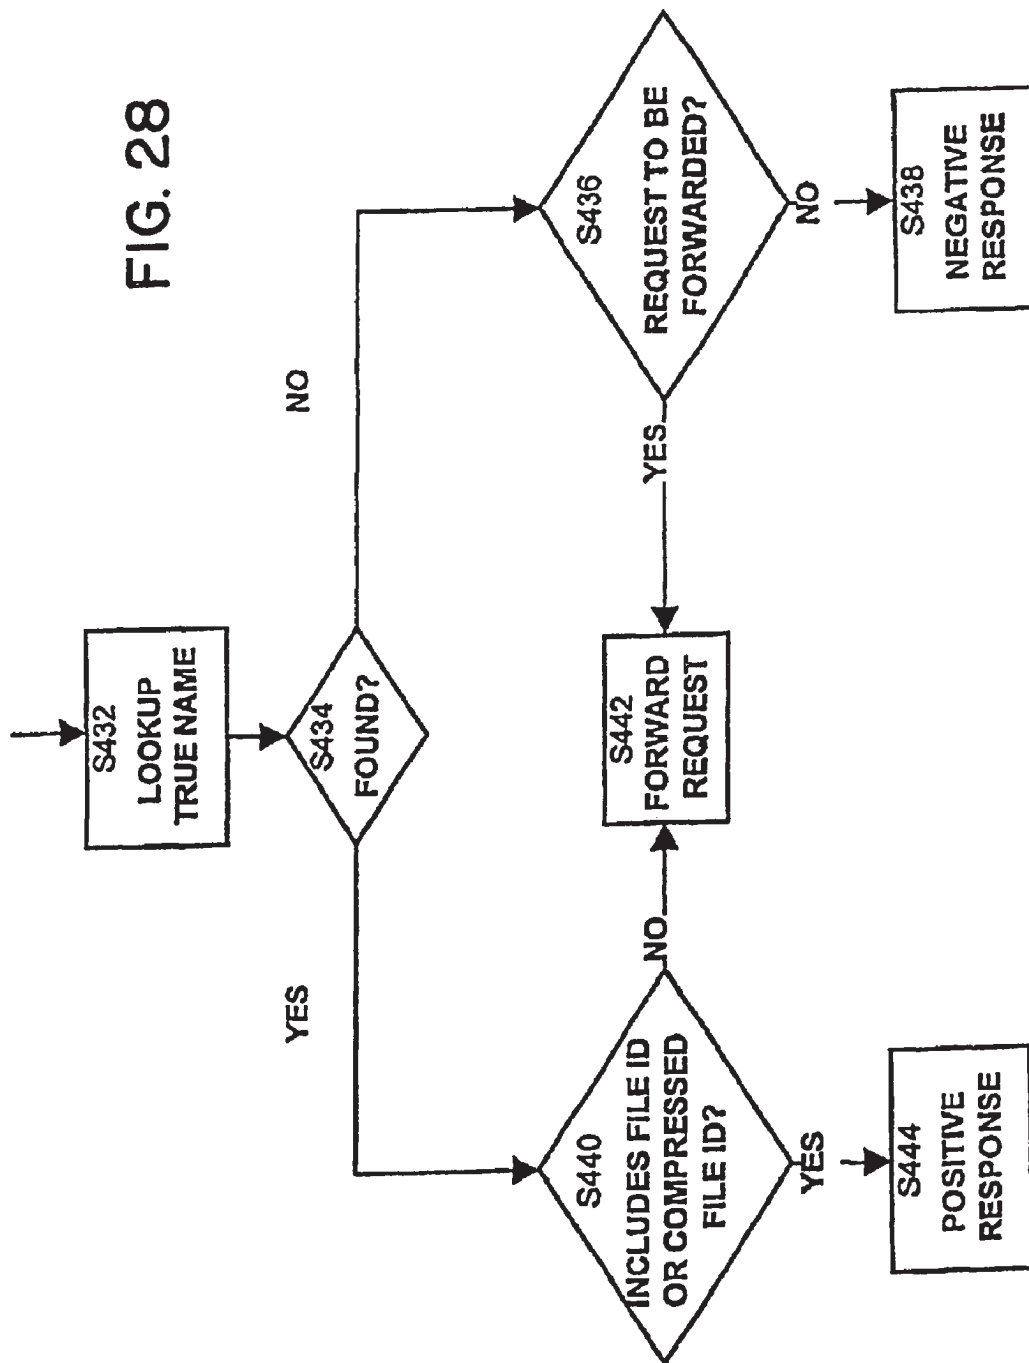 FIG. 28
S432
LOOKUP
TRUE NAME
S434
FOUND?
YES
NO
S440
INCLUDES FILE ID
OR COMPRESSED
FILE ID?
NO
YES
S442
FORWARD
REQUEST
S436
REQUEST TO BE
FORWARDED?
YES
NO
S444
POSITIVE
RESPONSE
S438
NEGATIVE
RESPONSE